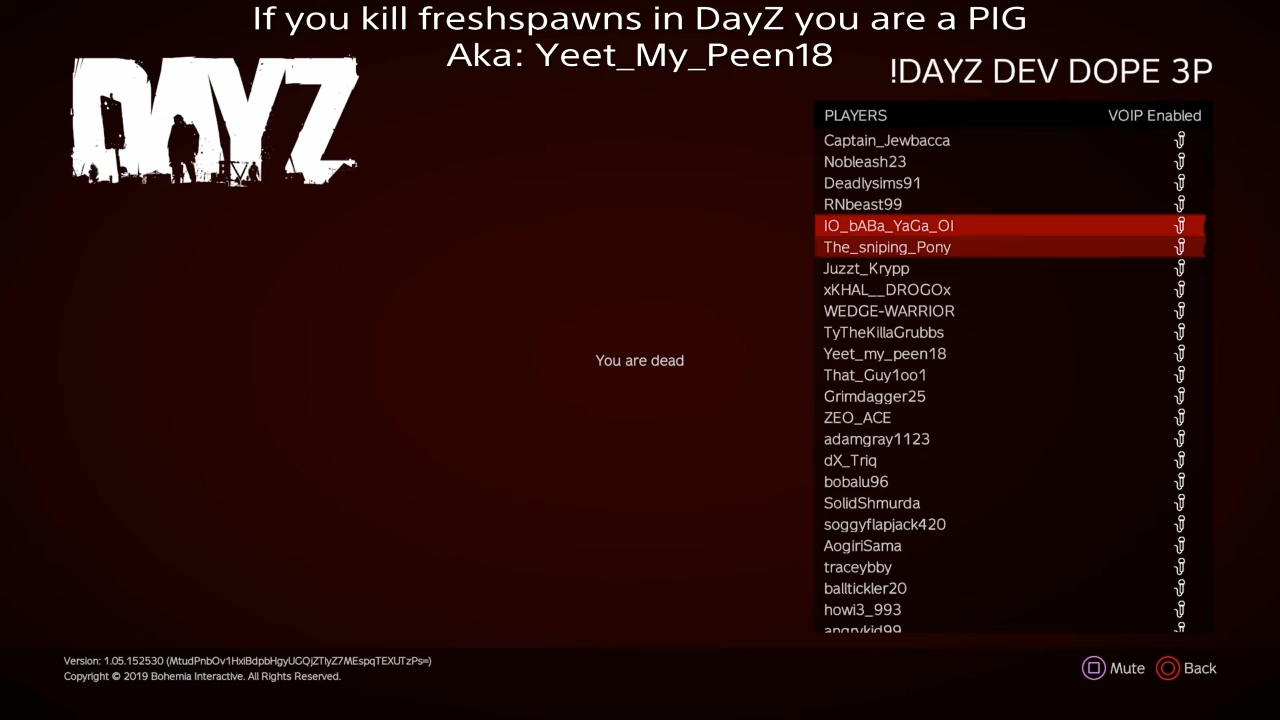 If you kill freshspawns in DayZ you are a PIG
Aka: Yeet_My_Peen18
DAYZ
!DAYZ DEV DOPE 3P
PLAYERS VOIP Enabled
Captain_Jewbacca
Nobleash23
Deadlysims91
RNbeast99
IO_bABa_YaGa_OI
The_sniping_Pony
Juzzt_Krypp
xKHAL__DROGOx
WEDGE-WARRIOR
TyTheKillaGrubbs
Yeet_my_peen18
That_Guy1oo1
Grimdagger25
ZEO_ACE
adamgray1123
dX_Triq
bobalu96
SolidShmurda
soggyflapjack420
AogiriSama
traceybby
balltickler20
howi3_993
angrykid99
You are dead
Version: 1.05.152530 (MtudPnbOv1HxiBdpbHgyUGQjZTIyZ7MEspqTEXUTzPs=)
Copyright © 2019 Bohemia Interactive. All Rights Reserved.
Mute Back